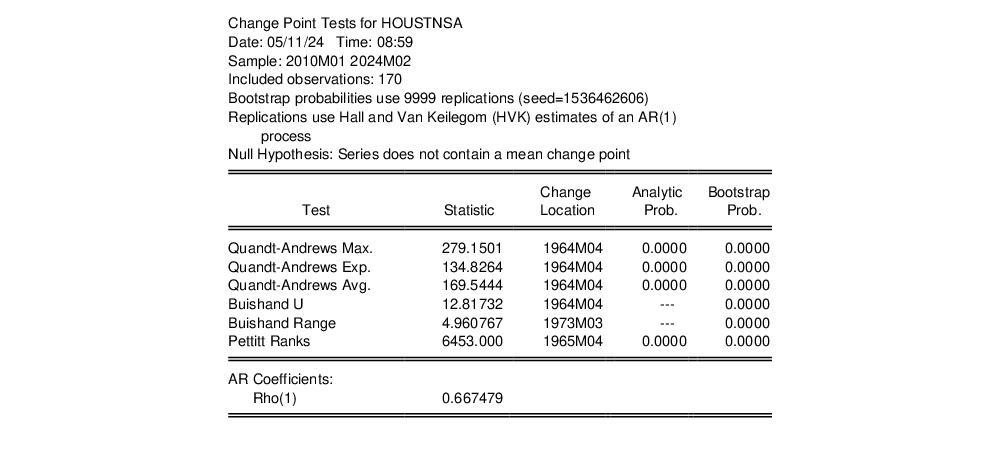 Change Point Tests for HOUSTNSA
Date: 05/11/24 Time: 08:59
Sample: 2010M01 2024M02
Included observations: 170
Bootstrap probabilities use 9999 replications (seed=1536462606)
Replications use Hall and Van Keilegom (HVK) estimates of an AR(1)
process
Null Hypothesis: Series does not contain a mean change point
Change Analytic Bootstrap
Test Statistic Location Prob. Prob.
Quandt-Andrews Max. 279.1501 1964M04 0.0000 0.0000
Quandt-Andrews Exp. 134.8264 1964M04 0.0000 0.0000
Quandt-Andrews Avg. 169.5444 1964M04 0.0000 0.0000
Buishand U 12.81732 1964M04 --- 0.0000
Buishand Range 4.960767 1973M03 --- 0.0000
Pettitt Ranks 6453.000 1965M04 0.0000 0.0000
AR Coefficients:
Rho(1) 0.667479